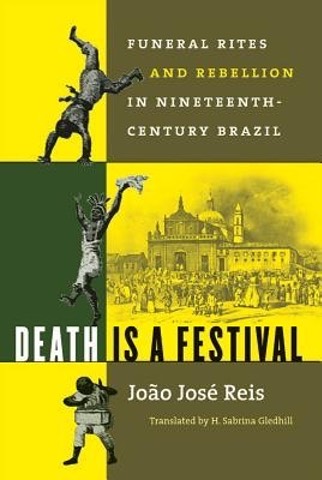 FUNERAL RITES
AND REBELLION
IN NINETEENTH-
CENTURY BRAZIL
DEATH IS A FESTIVAL
João José Reis
Translated by H. Sabrina Gledhill